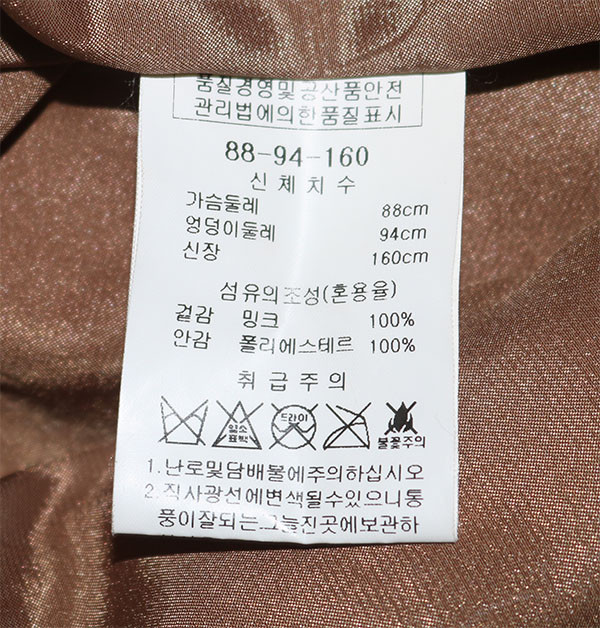 품질경영및공산품안전
관리법에의한품질표시
88-94-160
신체치수
가슴둘레 88cm
엉덩이둘레 94cm
신장 160cm
섬유의조성(혼용율)
겉감 밍크 100%
안감 폴리에스테르 100%
취급주의
염소 표백 드라이 불꽃주의
1.난로및담배불에주의하십시오
2.직사광선에변색될수있으니통
풍이잘되는그늘진곳에보관하